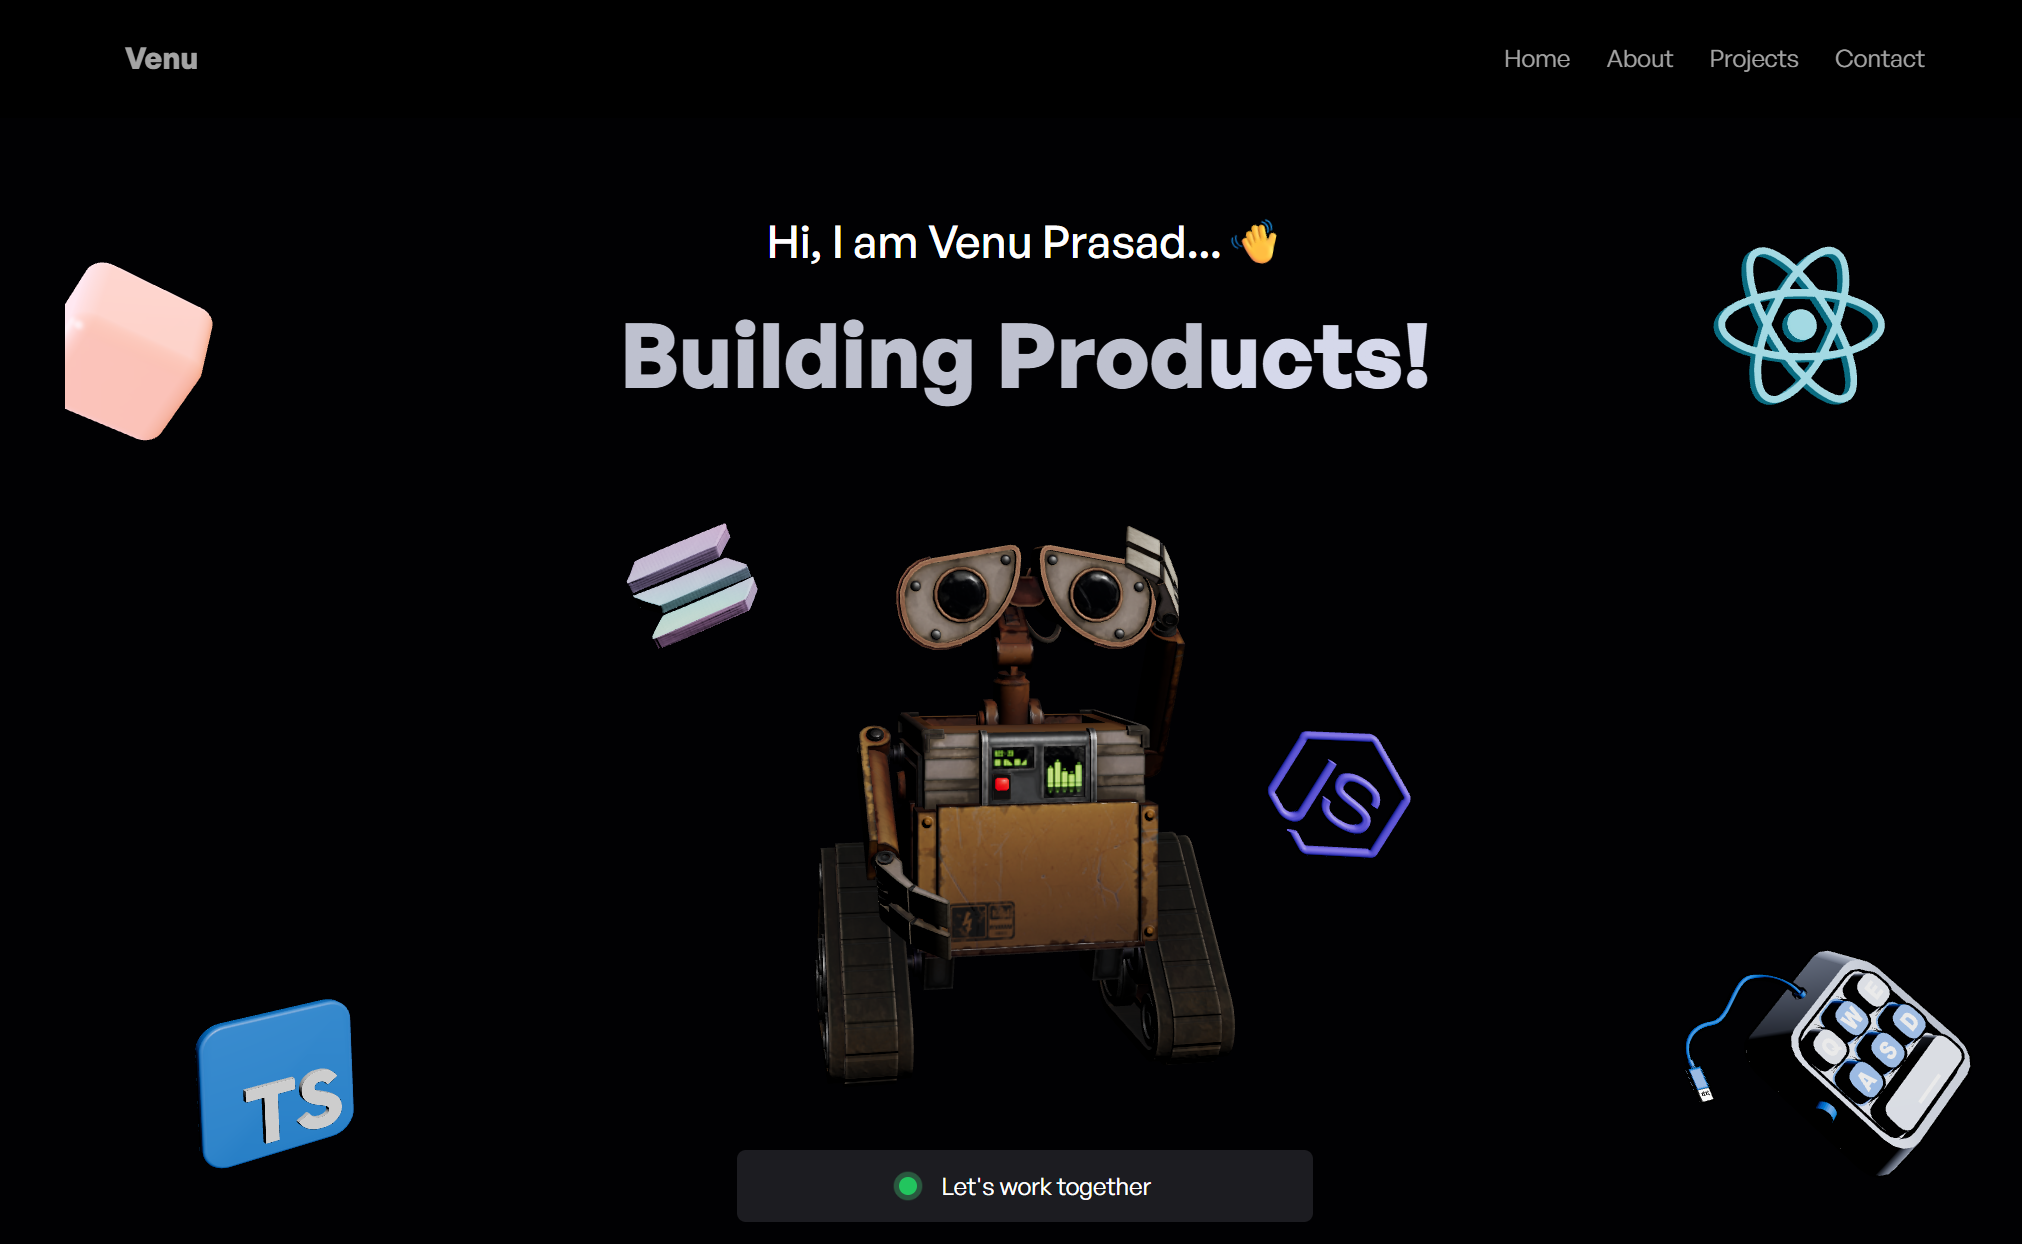 Venu
Home About Projects Contact
Hi, I am Venu Prasad... 👋
Building Products!
JS
TS
E
W D
Q S
A
Let's work together